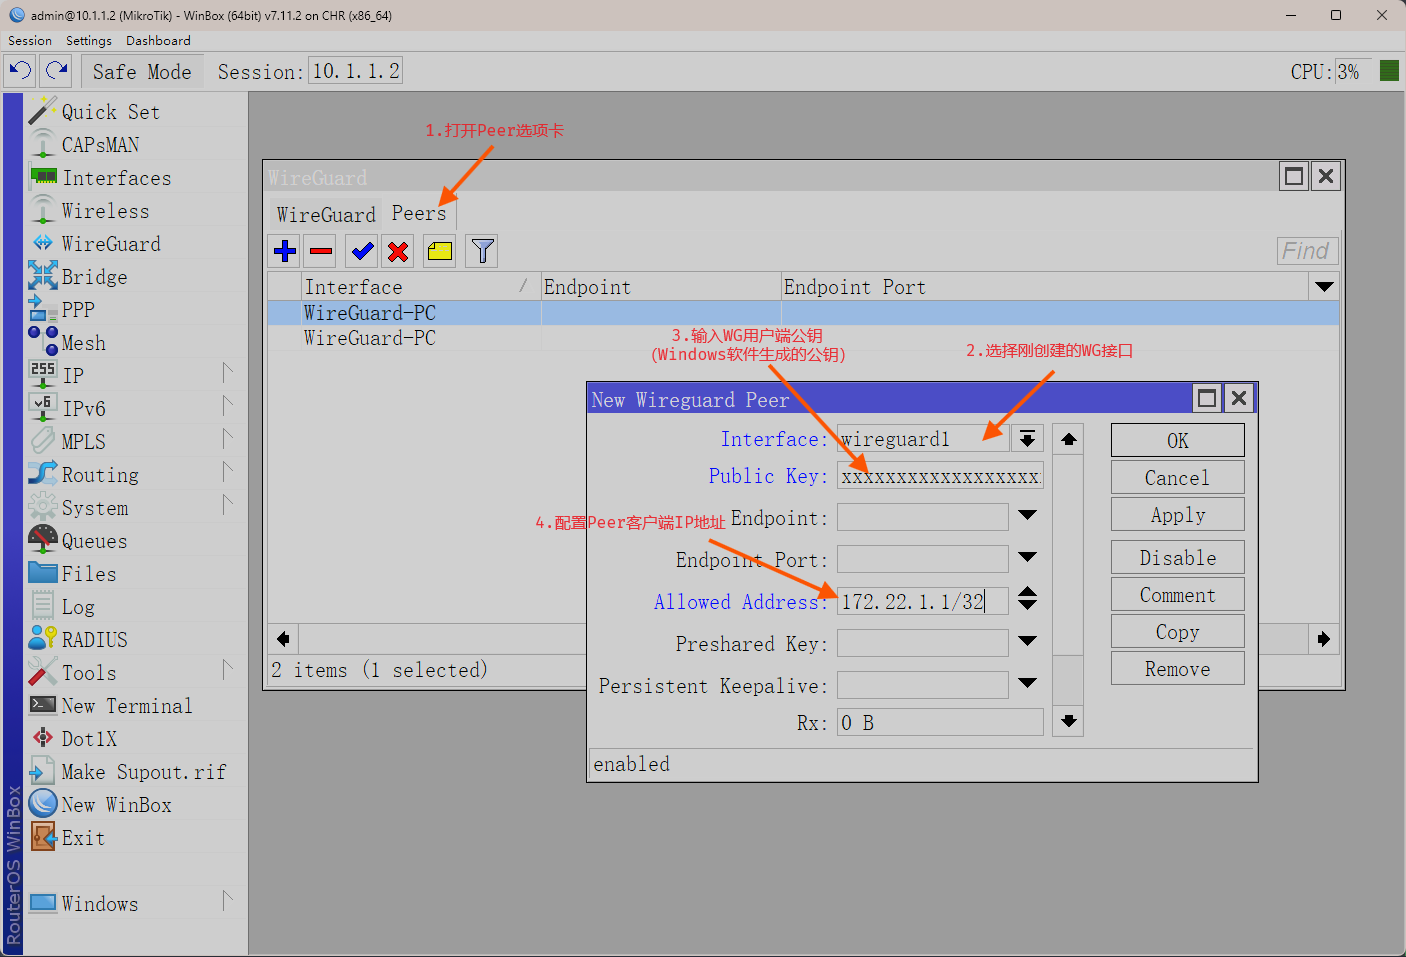 admin@10.1.1.2 (MikroTik) - WinBox (64bit) v7.11.2 on CHR (x86_64)
Session Settings Dashboard
Safe Mode Session: 10.1.1.2 CPU: 3%
Quick Set
CAPsMAN
Interfaces
Wireless
WireGuard
Bridge
PPP
Mesh
255 IP
v6 IPv6
MPLS
Routing
System
Queues
Files
Log
RADIUS
Tools
New Terminal
Dot1X
Make Supout.rif
New WinBox
Exit
Windows
RouterOS WinBox
1.打开Peer选项卡
WireGuard
WireGuard Peers
Find
Interface / Endpoint Endpoint Port
WireGuard-PC
WireGuard-PC
3.输入WG用户端公钥
(Windows软件生成的公钥)
2.选择刚创建的WG接口
2 items (1 selected)
New Wireguard Peer
Interface: wireguard1
Public Key: xxxxxxxxxxxxxxxxxx
4.配置Peer客户端IP地址
Endpoint:
Endpoint Port:
Allowed Address: 172.22.1.1/32
Preshared Key:
Persistent Keepalive:
Rx: 0 B
enabled
OK
Cancel
Apply
Disable
Comment
Copy
Remove